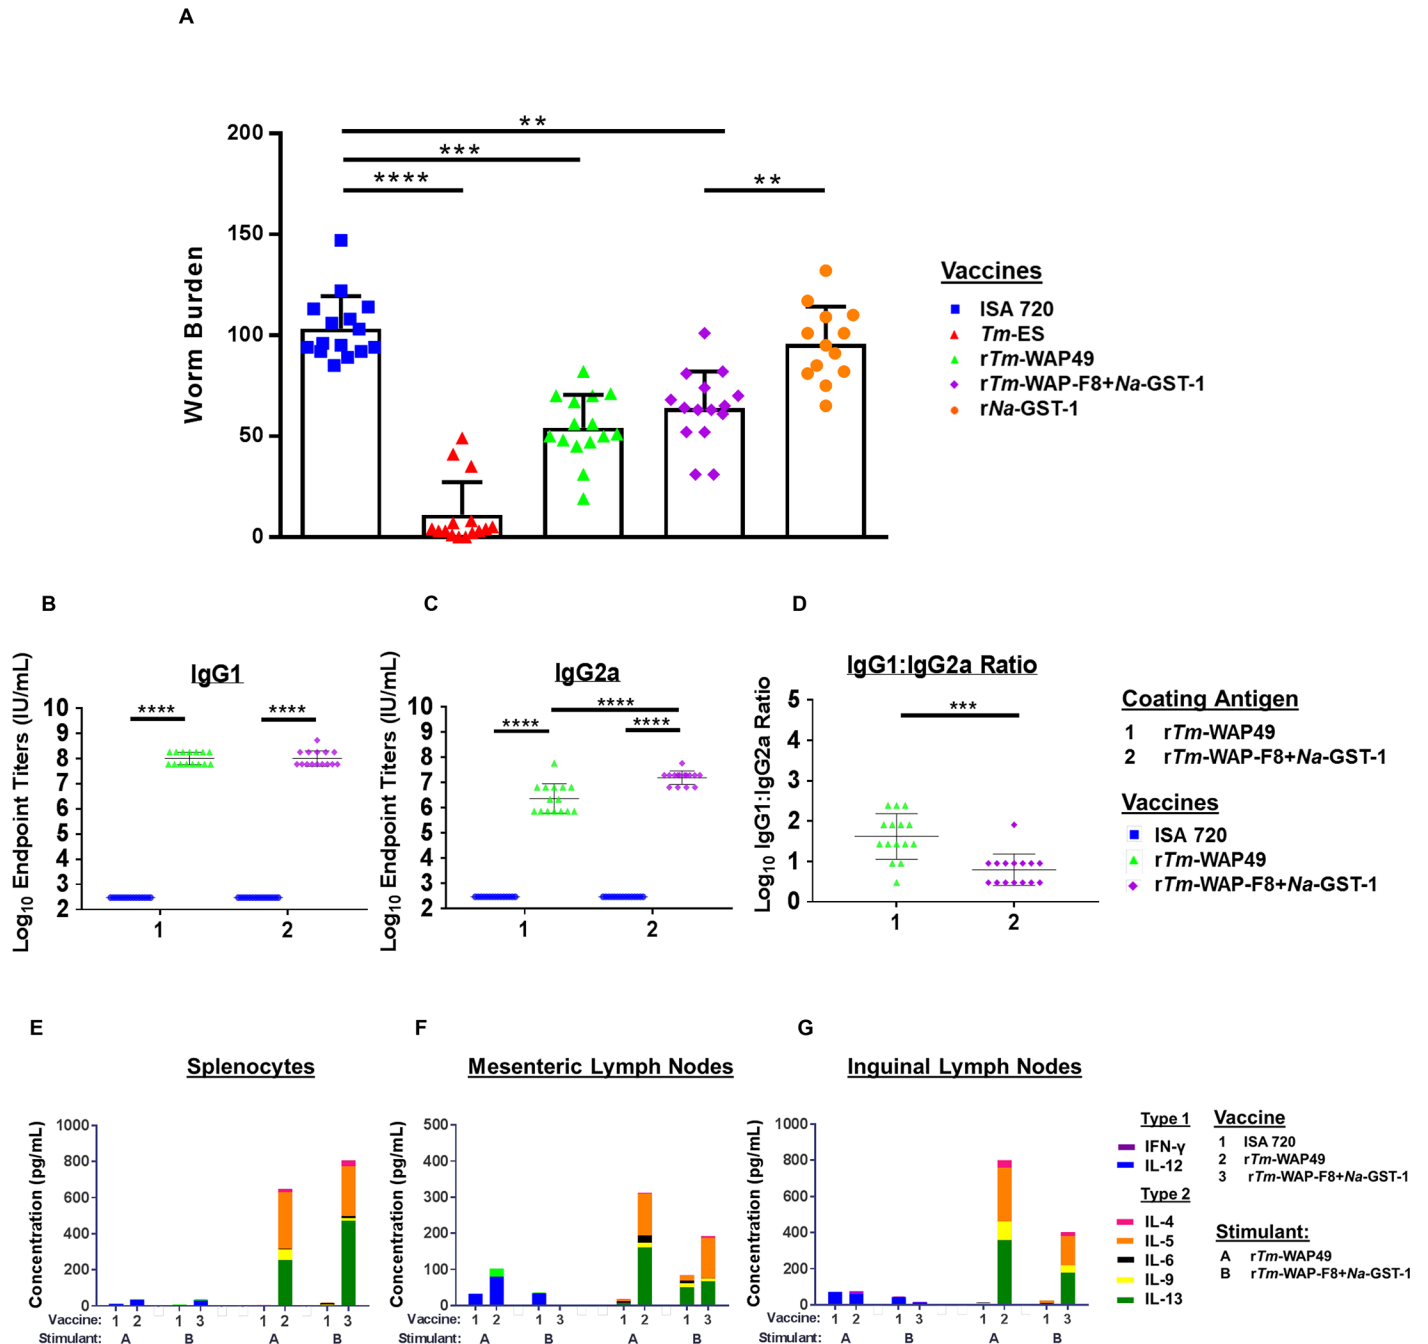 A
Worm Burden
200
150
100
50
0
**
***
****
**
Vaccines
ISA 720
Tm-ES
rTm-WAP49
rTm-WAP-F8+Na-GST-1
rNa-GST-1
B
IgG1
Log10 Endpoint Titers (IU/mL)
10
9
8
7
6
5
4
3
2
****
****
1
2
C
IgG2a
Log10 Endpoint Titers (IU/mL)
10
9
8
7
6
5
4
3
2
****
****
****
1
2
D
IgG1:IgG2a Ratio
Log10 IgG1:IgG2a Ratio
5
4
3
2
1
0
***
1
2
Coating Antigen
1 rTm-WAP49
2 rTm-WAP-F8+Na-GST-1
Vaccines
ISA 720
rTm-WAP49
rTm-WAP-F8+Na-GST-1
E
Splenocytes
Concentration (pg/mL)
1000
800
600
400
200
0
Vaccine: 1 2 1 3 1 2 1 3
Stimulant: A B A B
F
Mesenteric Lymph Nodes
Concentration (pg/mL)
500
400
300
200
100
0
Vaccine: 1 2 1 3 1 2 1 3
Stimulant: A B A B
G
Inguinal Lymph Nodes
Concentration (pg/mL)
1000
800
600
400
200
0
Vaccine: 1 2 1 3 1 2 1 3
Stimulant: A B A B
Type 1
IFN-γ
IL-12
Type 2
IL-4
IL-5
IL-6
IL-9
IL-13
Vaccine
1 ISA 720
2 rTm-WAP49
3 rTm-WAP-F8+Na-GST-1
Stimulant:
A rTm-WAP49
B rTm-WAP-F8+Na-GST-1